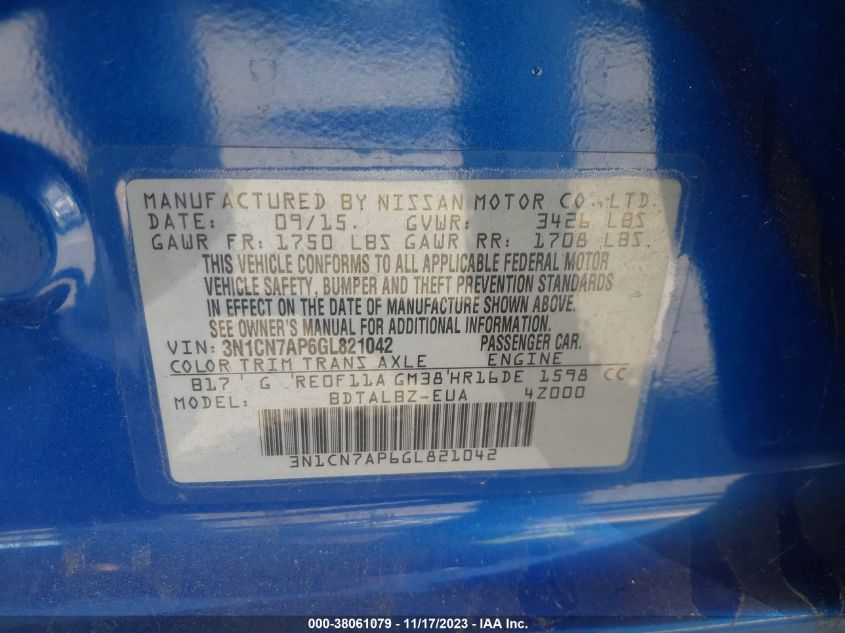 MANUFACTURED BY NISSAN MOTOR CO.,LTD.
DATE: 09/15. GVWR: 3426 LBS
GAWR FR: 1750 LBS GAWR RR: 1708 LBS.
THIS VEHICLE CONFORMS TO ALL APPLICABLE FEDERAL MOTOR
VEHICLE SAFETY, BUMPER AND THEFT PREVENTION STANDARDS
IN EFFECT ON THE DATE OF MANUFACTURE SHOWN ABOVE.
SEE OWNER'S MANUAL FOR ADDITIONAL INFORMATION.
VIN: 3N1CN7AP6GL821042 PASSENGER CAR.
COLOR TRIM TRANS AXLE ENGINE
B17 G RE0F11A GM38 HR16DE 1598 CC
MODEL: BDTALBZ-EUA 4Z000
3N1CN7AP6GL821042
000-38061079 - 11/17/2023 - IAA Inc.